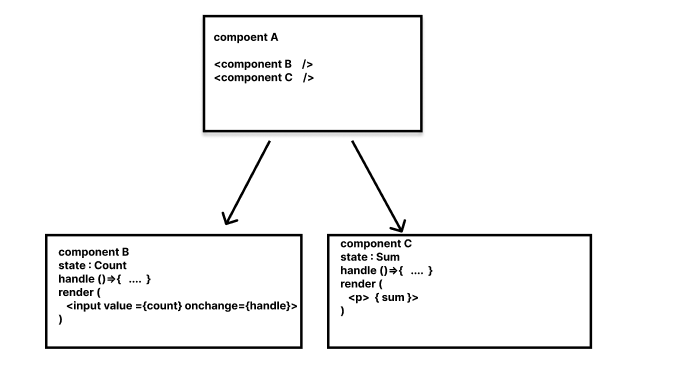 compoent A
<component B   />
<component C   />
component B
state : Count
handle ()=>{   ....  }
render (
<input value ={count} onchange={handle}>
)
component C
state : Sum
handle ()=>{   ....  }
render (
<p>  { sum }>
)